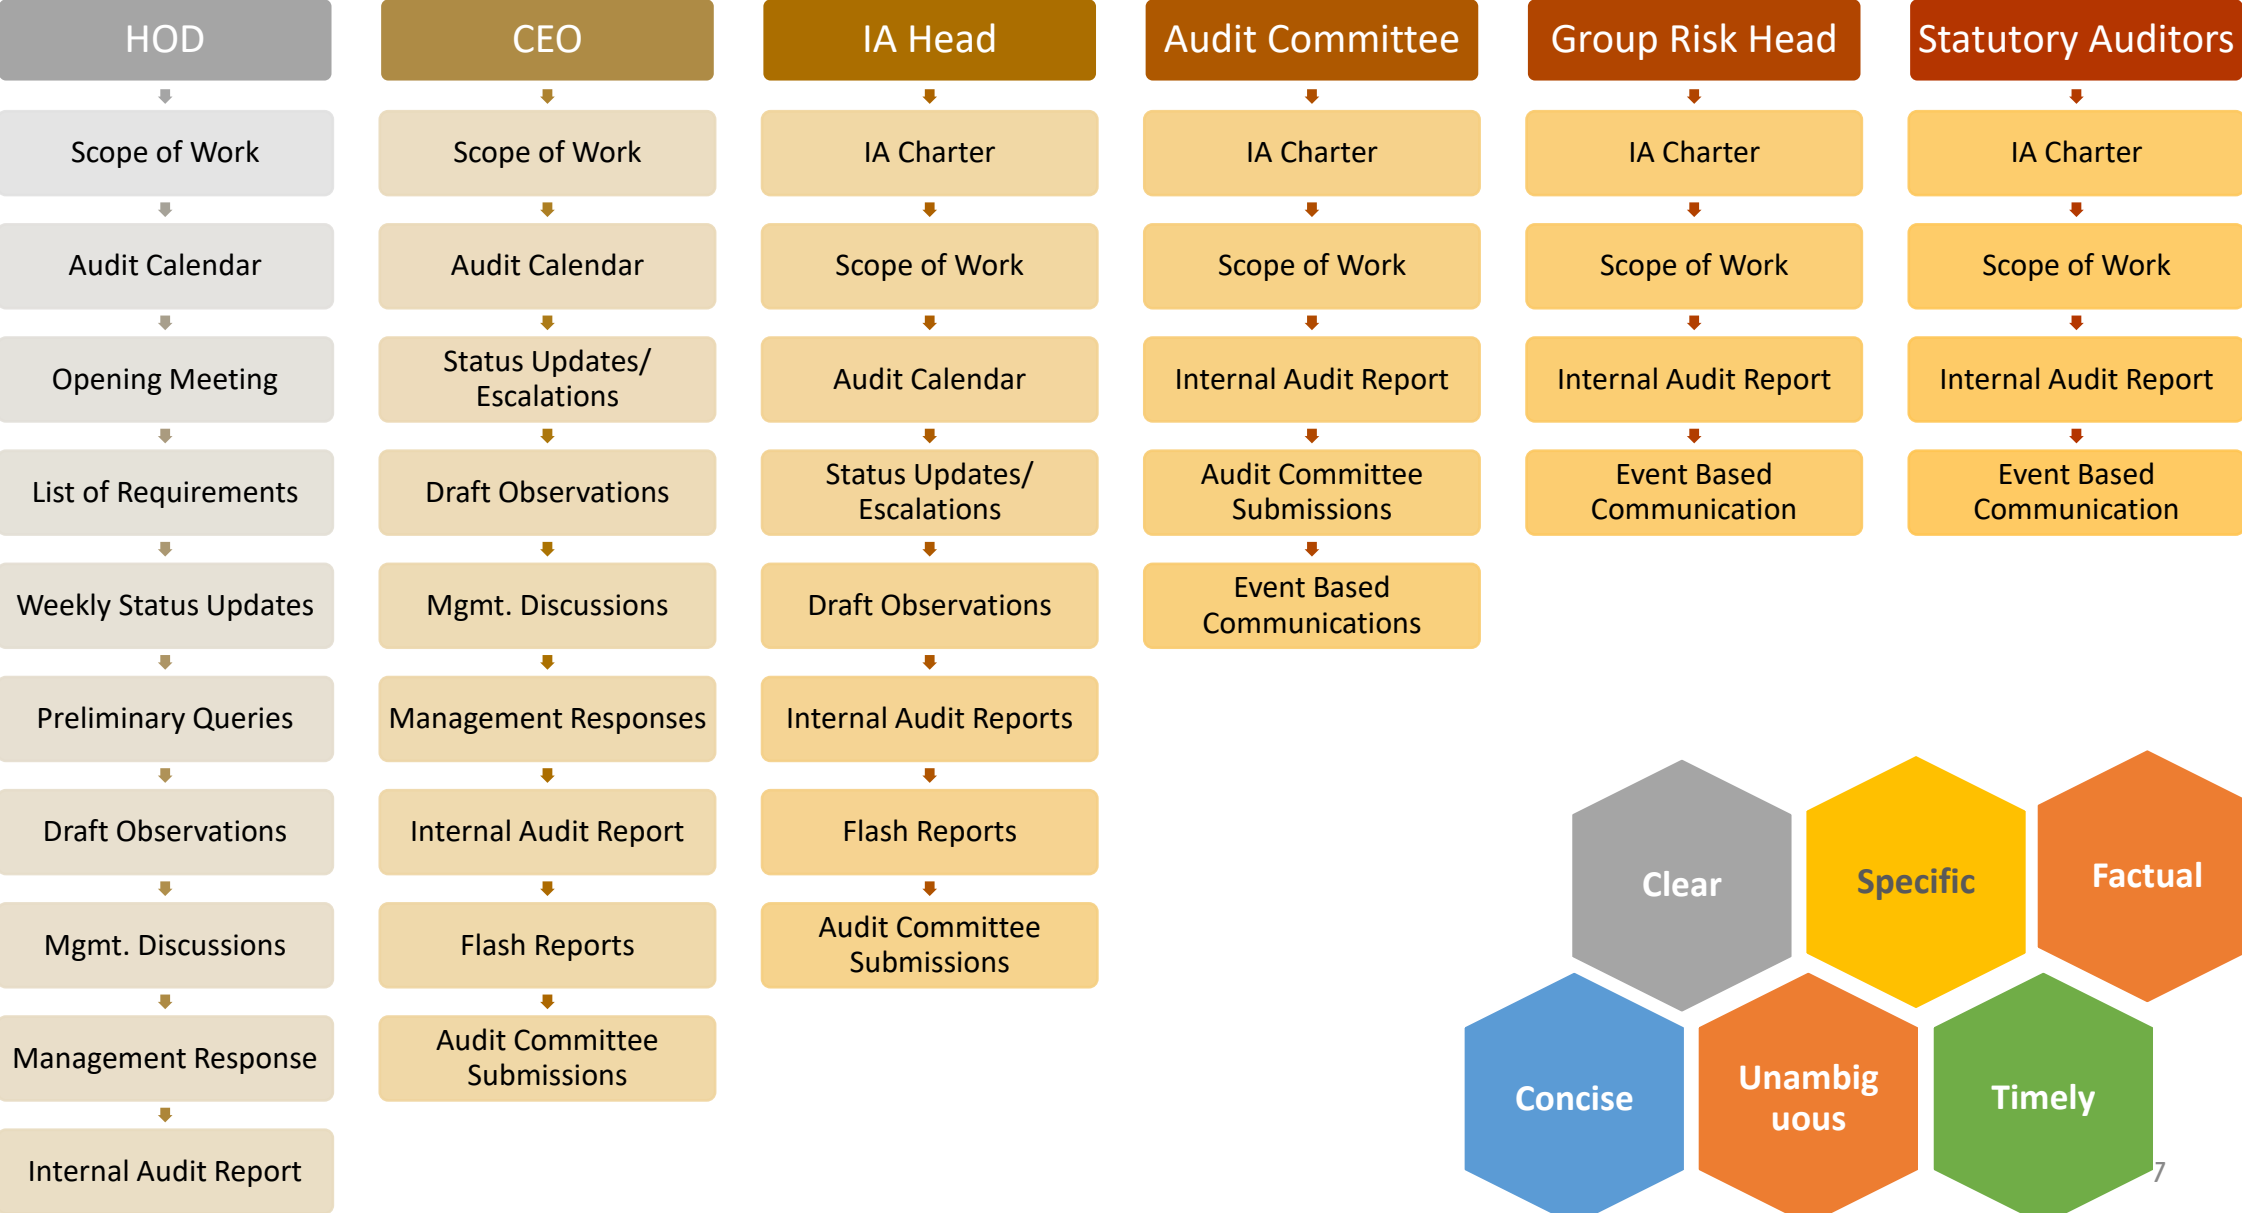 HOD
Scope of Work
Audit Calendar
Opening Meeting
List of Requirements
Weekly Status Updates
Preliminary Queries
Draft Observations
Mgmt. Discussions
Management Response
Internal Audit Report
CEO
Scope of Work
Audit Calendar
Status Updates/
Escalations
Draft Observations
Mgmt. Discussions
Management Responses
Internal Audit Report
Flash Reports
Audit Committee
Submissions
IA Head
IA Charter
Scope of Work
Audit Calendar
Status Updates/
Escalations
Draft Observations
Internal Audit Reports
Flash Reports
Audit Committee
Submissions
Audit Committee
IA Charter
Scope of Work
Internal Audit Report
Audit Committee
Submissions
Event Based
Communications
Group Risk Head
IA Charter
Scope of Work
Internal Audit Report
Event Based
Communication
Statutory Auditors
IA Charter
Scope of Work
Internal Audit Report
Event Based
Communication
Clear
Specific
Factual
Concise
Unambig
uous
Timely
7